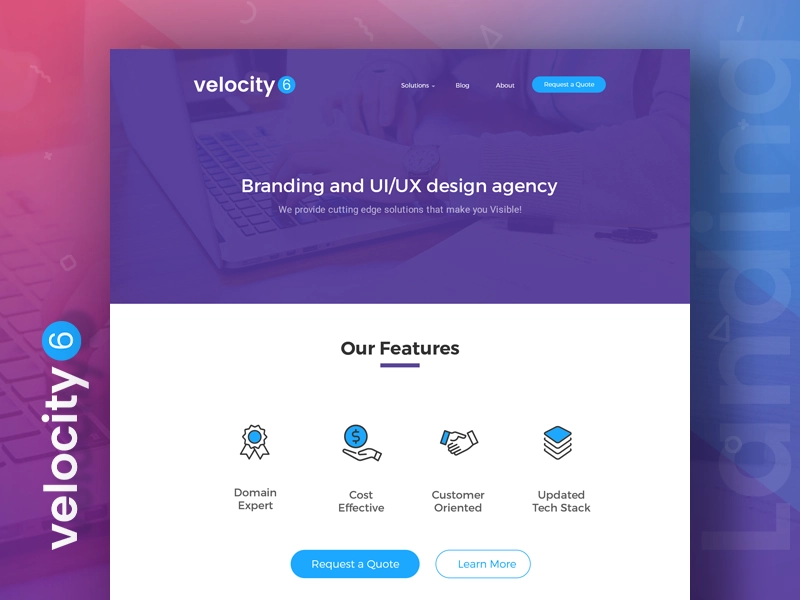 velocity 6
Solutions
Blog
About
Request a Quote
Branding and UI/UX design agency
We provide cutting edge solutions that make you Visible!
Our Features
Domain
Expert
$
Cost
Effective
Customer
Oriented
Updated
Tech Stack
Request a Quote
Learn More
velocity 6
Landing